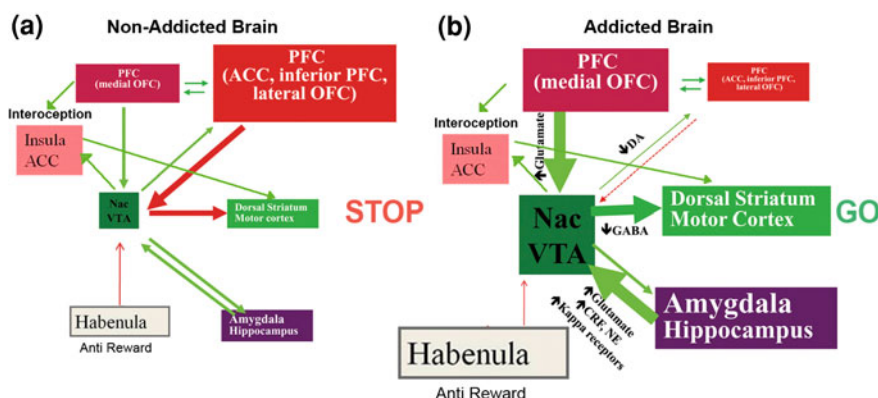 (a)
Non-Addicted Brain
PFC
(medial OFC)
PFC
(ACC, inferior PFC,
lateral OFC)
Interoception
Insula
ACC
Nac
VTA
Dorsal Striatum
Motor cortex
STOP
Habenula
Anti Reward
Amygdala
Hippocampus
(b)
Addicted Brain
PFC
(medial OFC)
PFC
(ACC, inferior PFC,
lateral OFC)
Interoception
Insula
ACC
↑Glutamate
↓DA
Nac
VTA
Dorsal Striatum
Motor Cortex
GO
↓GABA
↑Glutamate
↑CRF, NE
↑Kappa receptors
Amygdala
Hippocampus
Habenula
Anti Reward